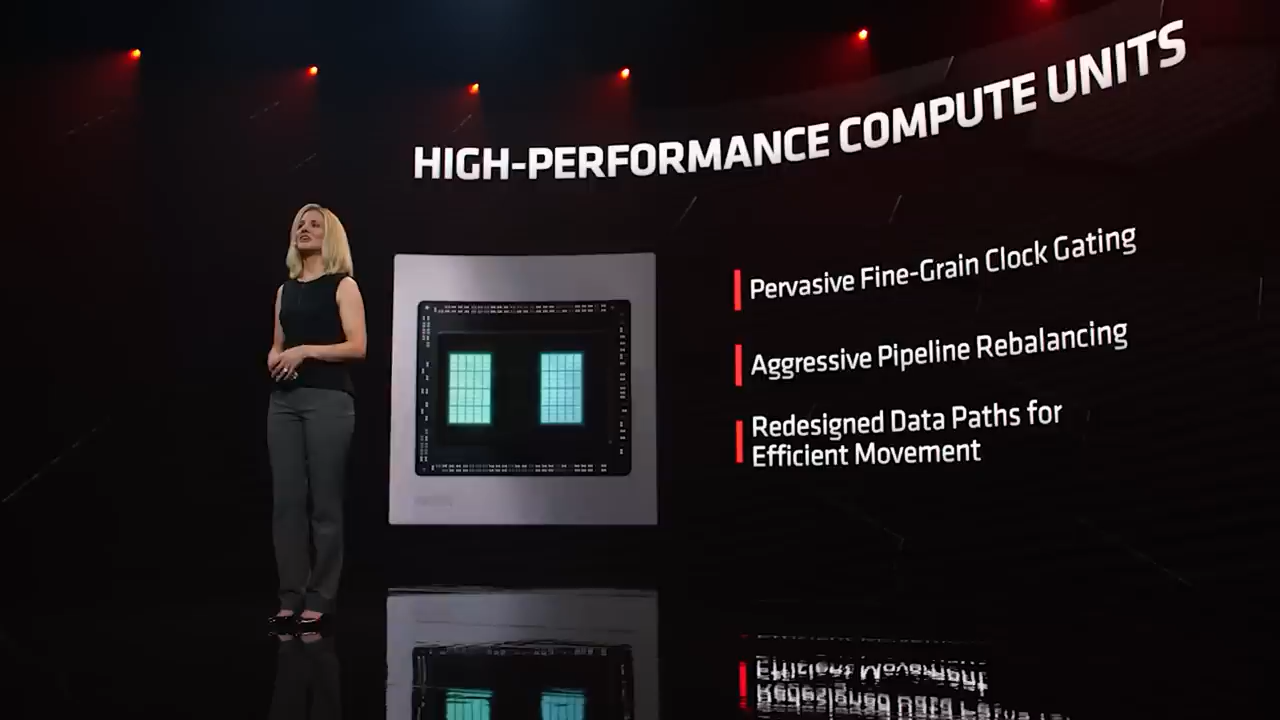 HIGH-PERFORMANCE COMPUTE UNITS
Pervasive Fine-Grain Clock Gating
Aggressive Pipeline Rebalancing
Redesigned Data Paths for
Efficient Movement